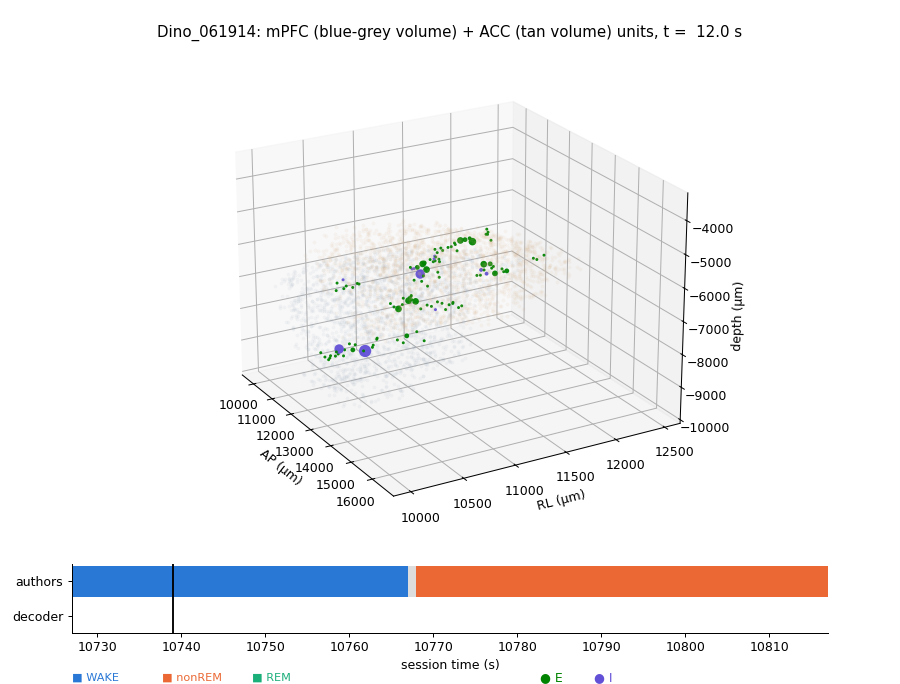 Dino_061914: mPFC (blue-grey volume) + ACC (tan volume) units, t =  12.0 s
−4000
−5000
−6000
−7000
−8000
−9000
−10000
depth (μm)
10000
11000
12000
13000
14000
15000
16000
AP (μm)
10000
10500
11000
11500
12000
12500
RL (μm)
authors
decoder
10730 10740 10750 10760 10770 10780 10790 10800 10810
session time (s)
WAKE nonREM REM E I